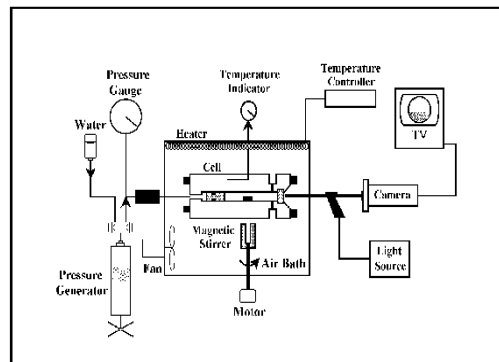 Pressure
Gauge
Temperature
Indicator
Temperature
Controller
Water
Heater
TV
Cell
Camera
Magnetic
Stirrer
Fan
Air Bath
Light
Source
Pressure
Generator
Motor